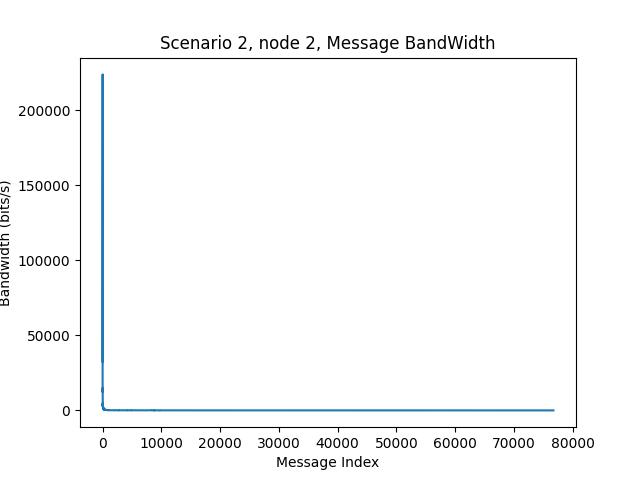 Scenario 2, node 2, Message BandWidth
Bandwidth (bits/s)
200000
150000
100000
50000
0
0 10000 20000 30000 40000 50000 60000 70000 80000
Message Index